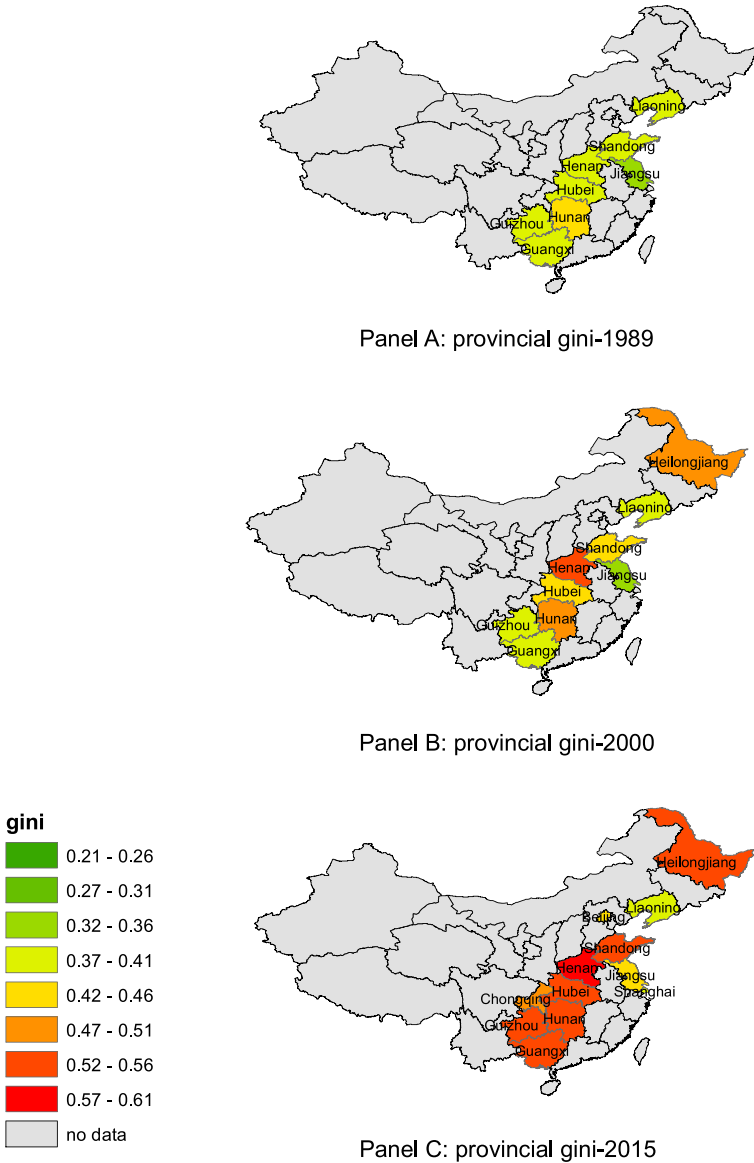 Liaoning
Shandong
Henan
Jiangsu
Hubei
Guizhou
Hunan
Guangxi
Panel A: provincial gini-1989
Heilongjiang
Liaoning
Shandong
Henan
Jiangsu
Hubei
Guizhou
Hunan
Guangxi
Panel B: provincial gini-2000
gini
0.21 - 0.26
0.27 - 0.31
0.32 - 0.36
0.37 - 0.41
0.42 - 0.46
0.47 - 0.51
0.52 - 0.56
0.57 - 0.61
no data
Heilongjiang
Liaoning
Beijing
Shandong
Henan
Jiangsu
Hubei
Shanghai
Chongqing
Hunan
Guizhou
Guangxi
Panel C: provincial gini-2015